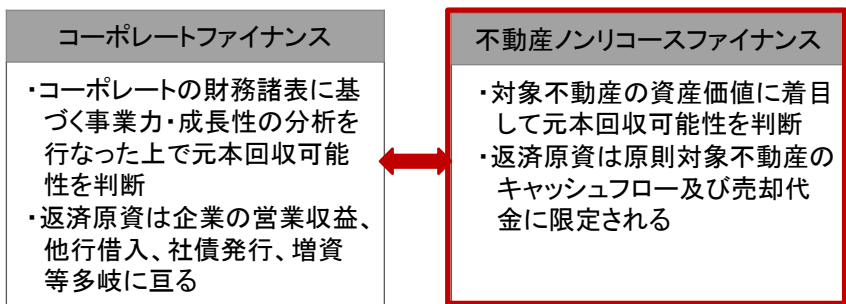 コーポレートファイナンス
・コーポレートの財務諸表に基
づく事業力・成長性の分析を
行なった上で元本回収可能
性を判断
・返済原資は企業の営業収益、
他行借入、社債発行、増資
等多岐に亘る
不動産ノンリコースファイナンス
・対象不動産の資産価値に着目
して元本回収可能性を判断
・返済原資は原則対象不動産の
キャッシュフロー及び売却代
金に限定される